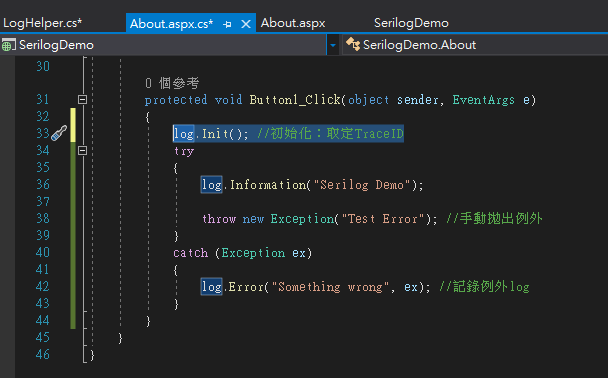 LogHelper.cs* About.aspx.cs* About.aspx SerilogDemo
SerilogDemo SerilogDemo.About
30
0 個參考
31 protected void Button1_Click(object sender, EventArgs e)
32 {
33 log.Init(); //初始化：取定TraceID
34 try
35 {
36 log.Information("Serilog Demo");
37
38 throw new Exception("Test Error"); //手動拋出例外
39 }
40 catch (Exception ex)
41 {
42 log.Error("Something wrong", ex); //記錄例外log
43 }
44 }
45 }
46 }